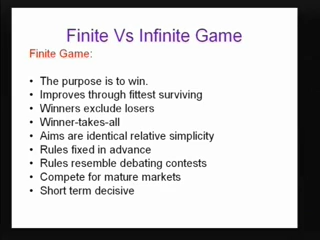 Finite Vs Infinite Game
Finite Game:
• The purpose is to win.
• Improves through fittest surviving
• Winners exclude losers
• Winner-takes-all
• Aims are identical relative simplicity
• Rules fixed in advance
• Rules resemble debating contests
• Compete for mature markets
• Short term decisive